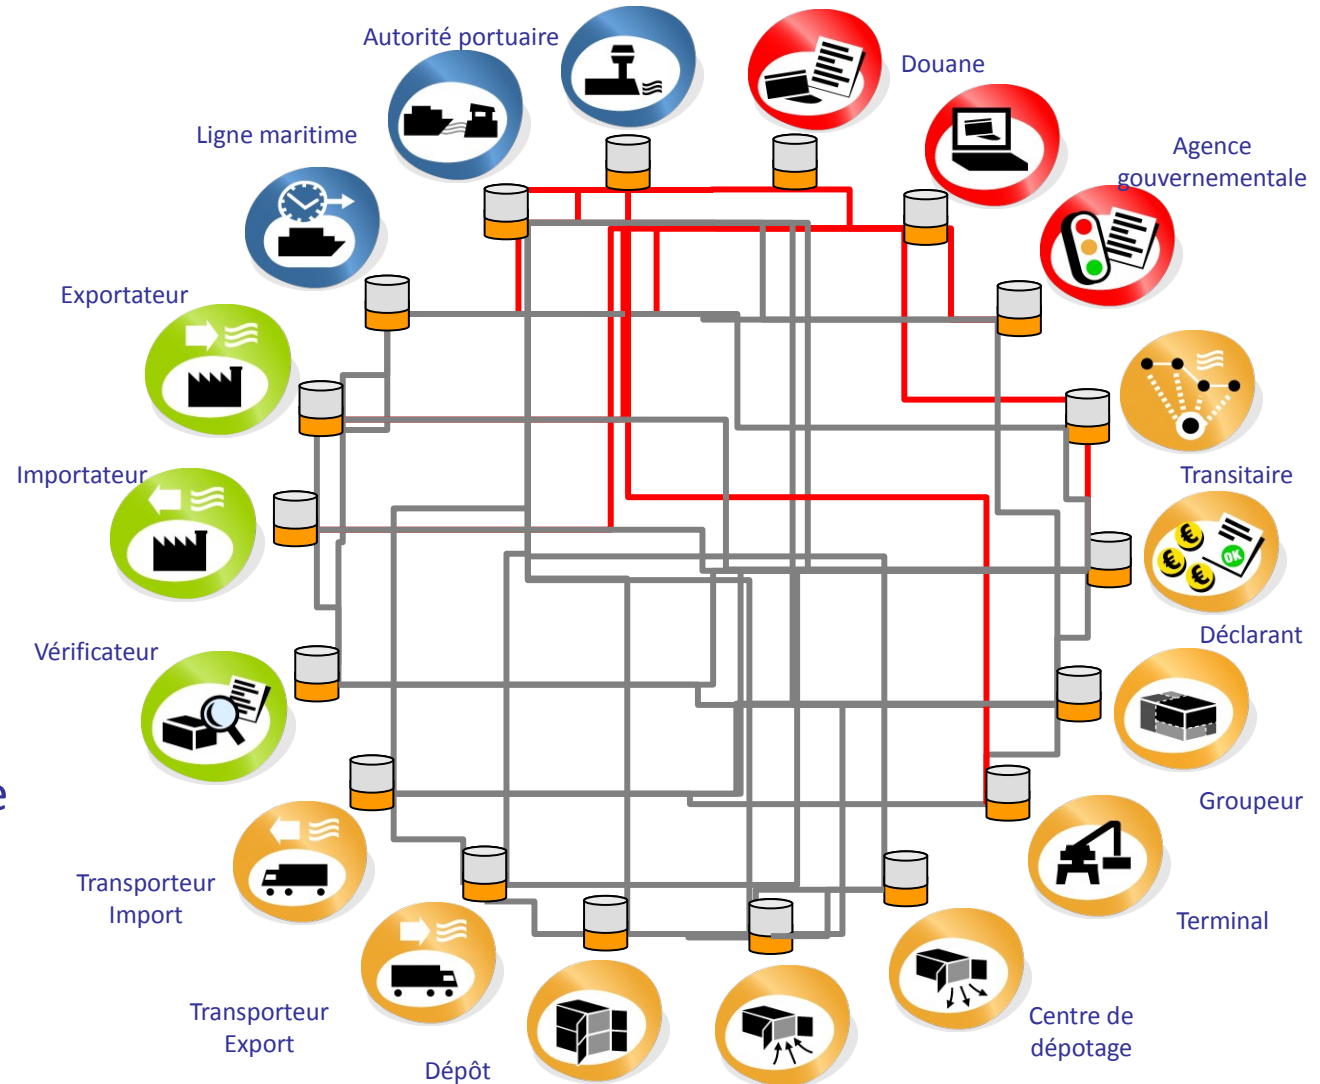 Autorité portuaire
Douane
Ligne maritime
Agence
gouvernementale
Exportateur
Importateur
Transitaire
OK
Déclarant
Vérificateur
e
Groupeur
Transporteur
Import
Terminal
Transporteur
Export
Centre de
dépotage
Dépôt